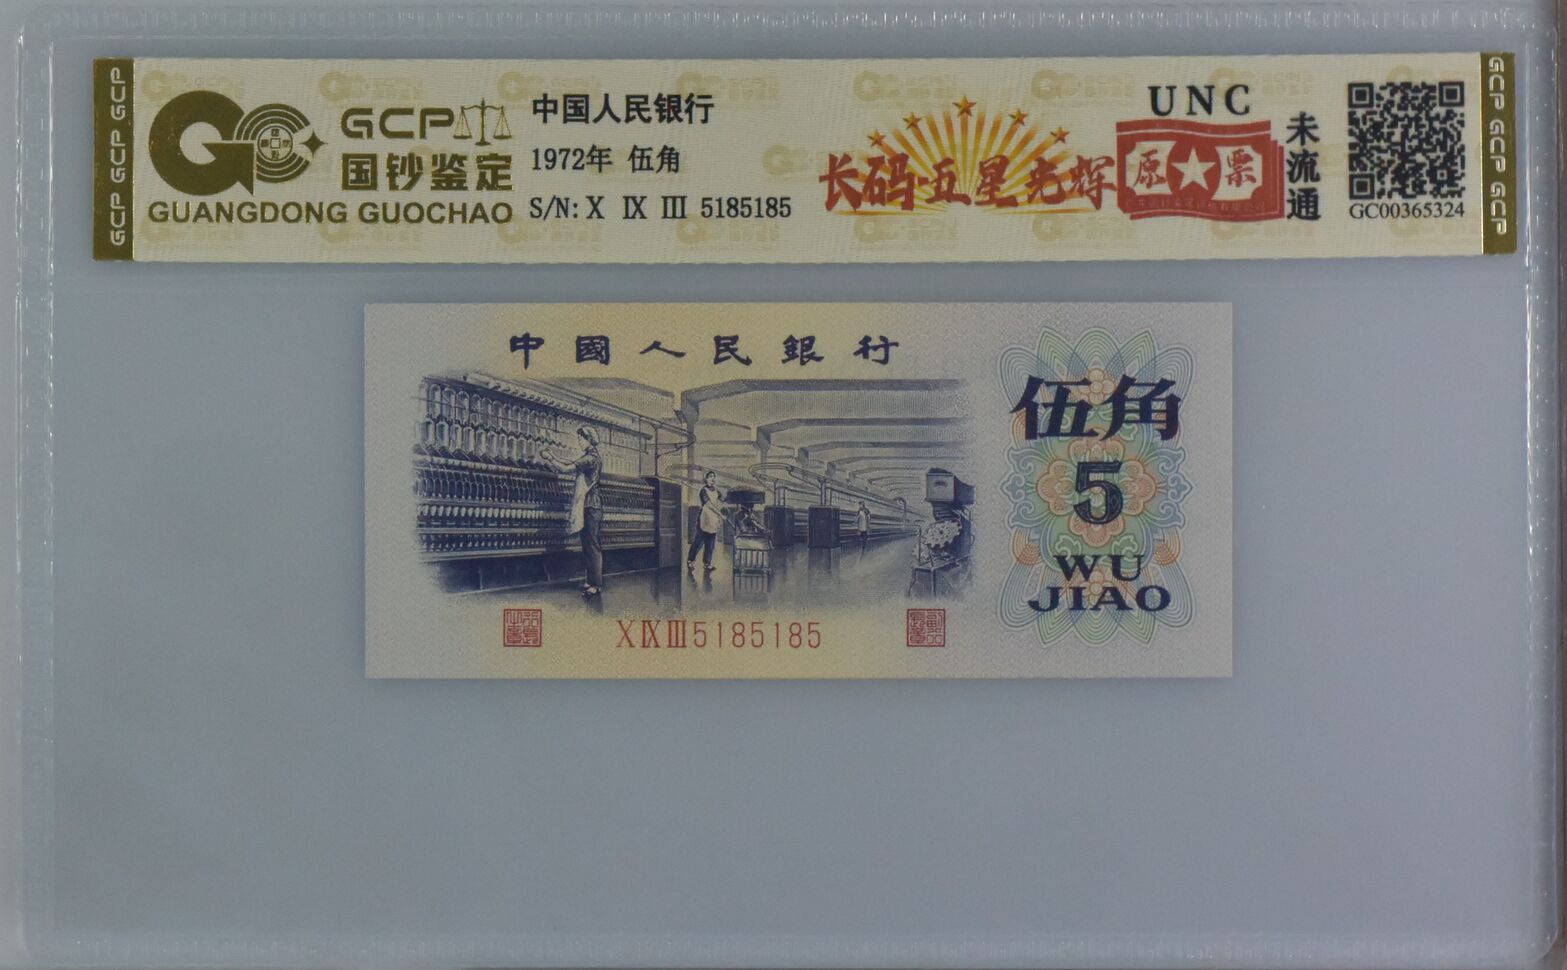 GCP GCP GCP
GCP
国钞鉴定
GUANGDONG GUOCHAO
中国人民银行
1972年 伍角
S/N: X IX III 5185185
长码·五星光辉
UNC
原★票
未流通
GC00365324
GCP GCP GCP
中國人民銀行
伍角
5
WU
JIAO
X IX III 5185185